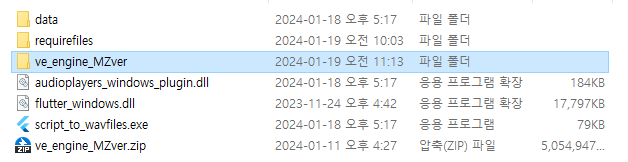 data 2024-01-18 오후 5:17 파일 폴더
requirefiles 2024-01-19 오전 10:03 파일 폴더
ve_engine_MZver 2024-01-19 오전 11:13 파일 폴더
audioplayers_windows_plugin.dll 2024-01-18 오후 5:17 응용 프로그램 확장 184KB
flutter_windows.dll 2023-11-24 오후 4:42 응용 프로그램 확장 17,797KB
script_to_wavfiles.exe 2024-01-18 오후 5:17 응용 프로그램 79KB
ZIP ve_engine_MZver.zip 2024-01-11 오후 4:27 압축(ZIP) 파일 5,054,947...